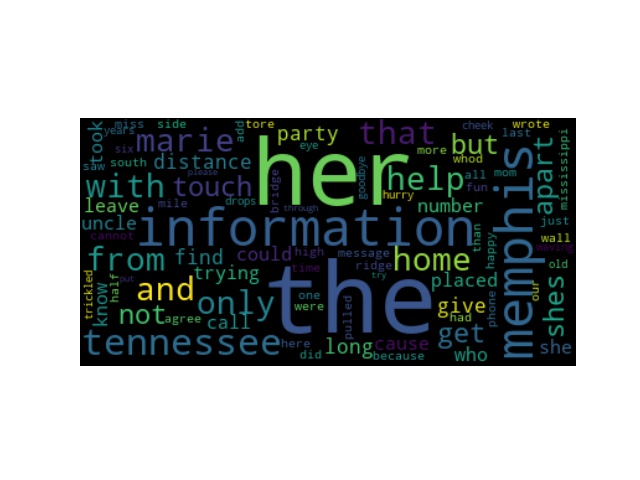 took years miss side add tore party eye that cheek more but whod last wrote
saw six marie south distance her help all mom apart mississippi
with touch please bridge goodbye hurry fun
leave mile drops through number just
uncle information memphis
cannot than happy wall waving
from find could high message home shes old
trying time ridge try placed phone our
trickled half put and only one were the pulled give had
know not agree call get
tennessee here did long cause because who she